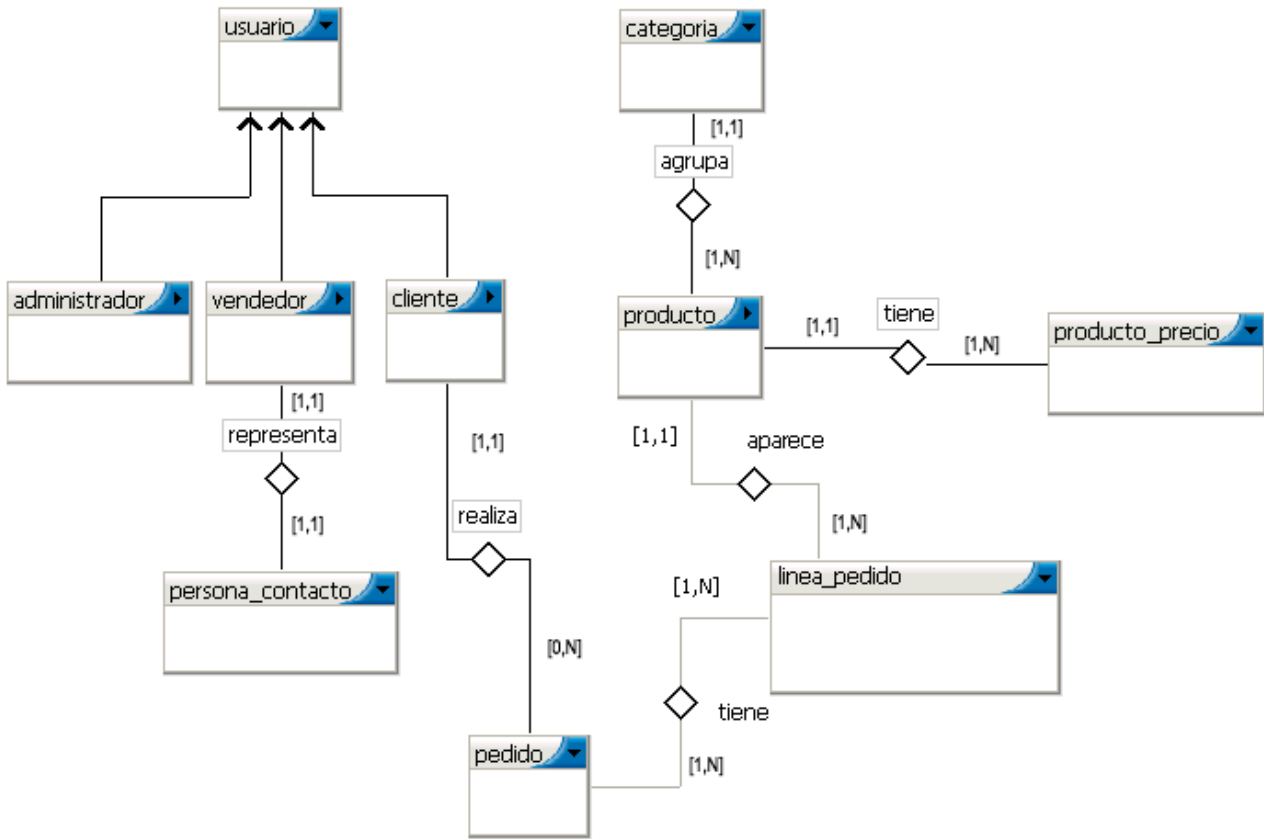 usuario
categoria
[1,1]
agrupa
[1,N]
administrador
vendedor
cliente
producto
[1,1]
tiene
[1,N]
producto_precio
[1,1]
representa
[1,1]
[1,1]
aparece
[1,N]
realiza
[1,1]
persona_contacto
[1,N]
linea_pedido
[0,N]
tiene
pedido
[1,N]